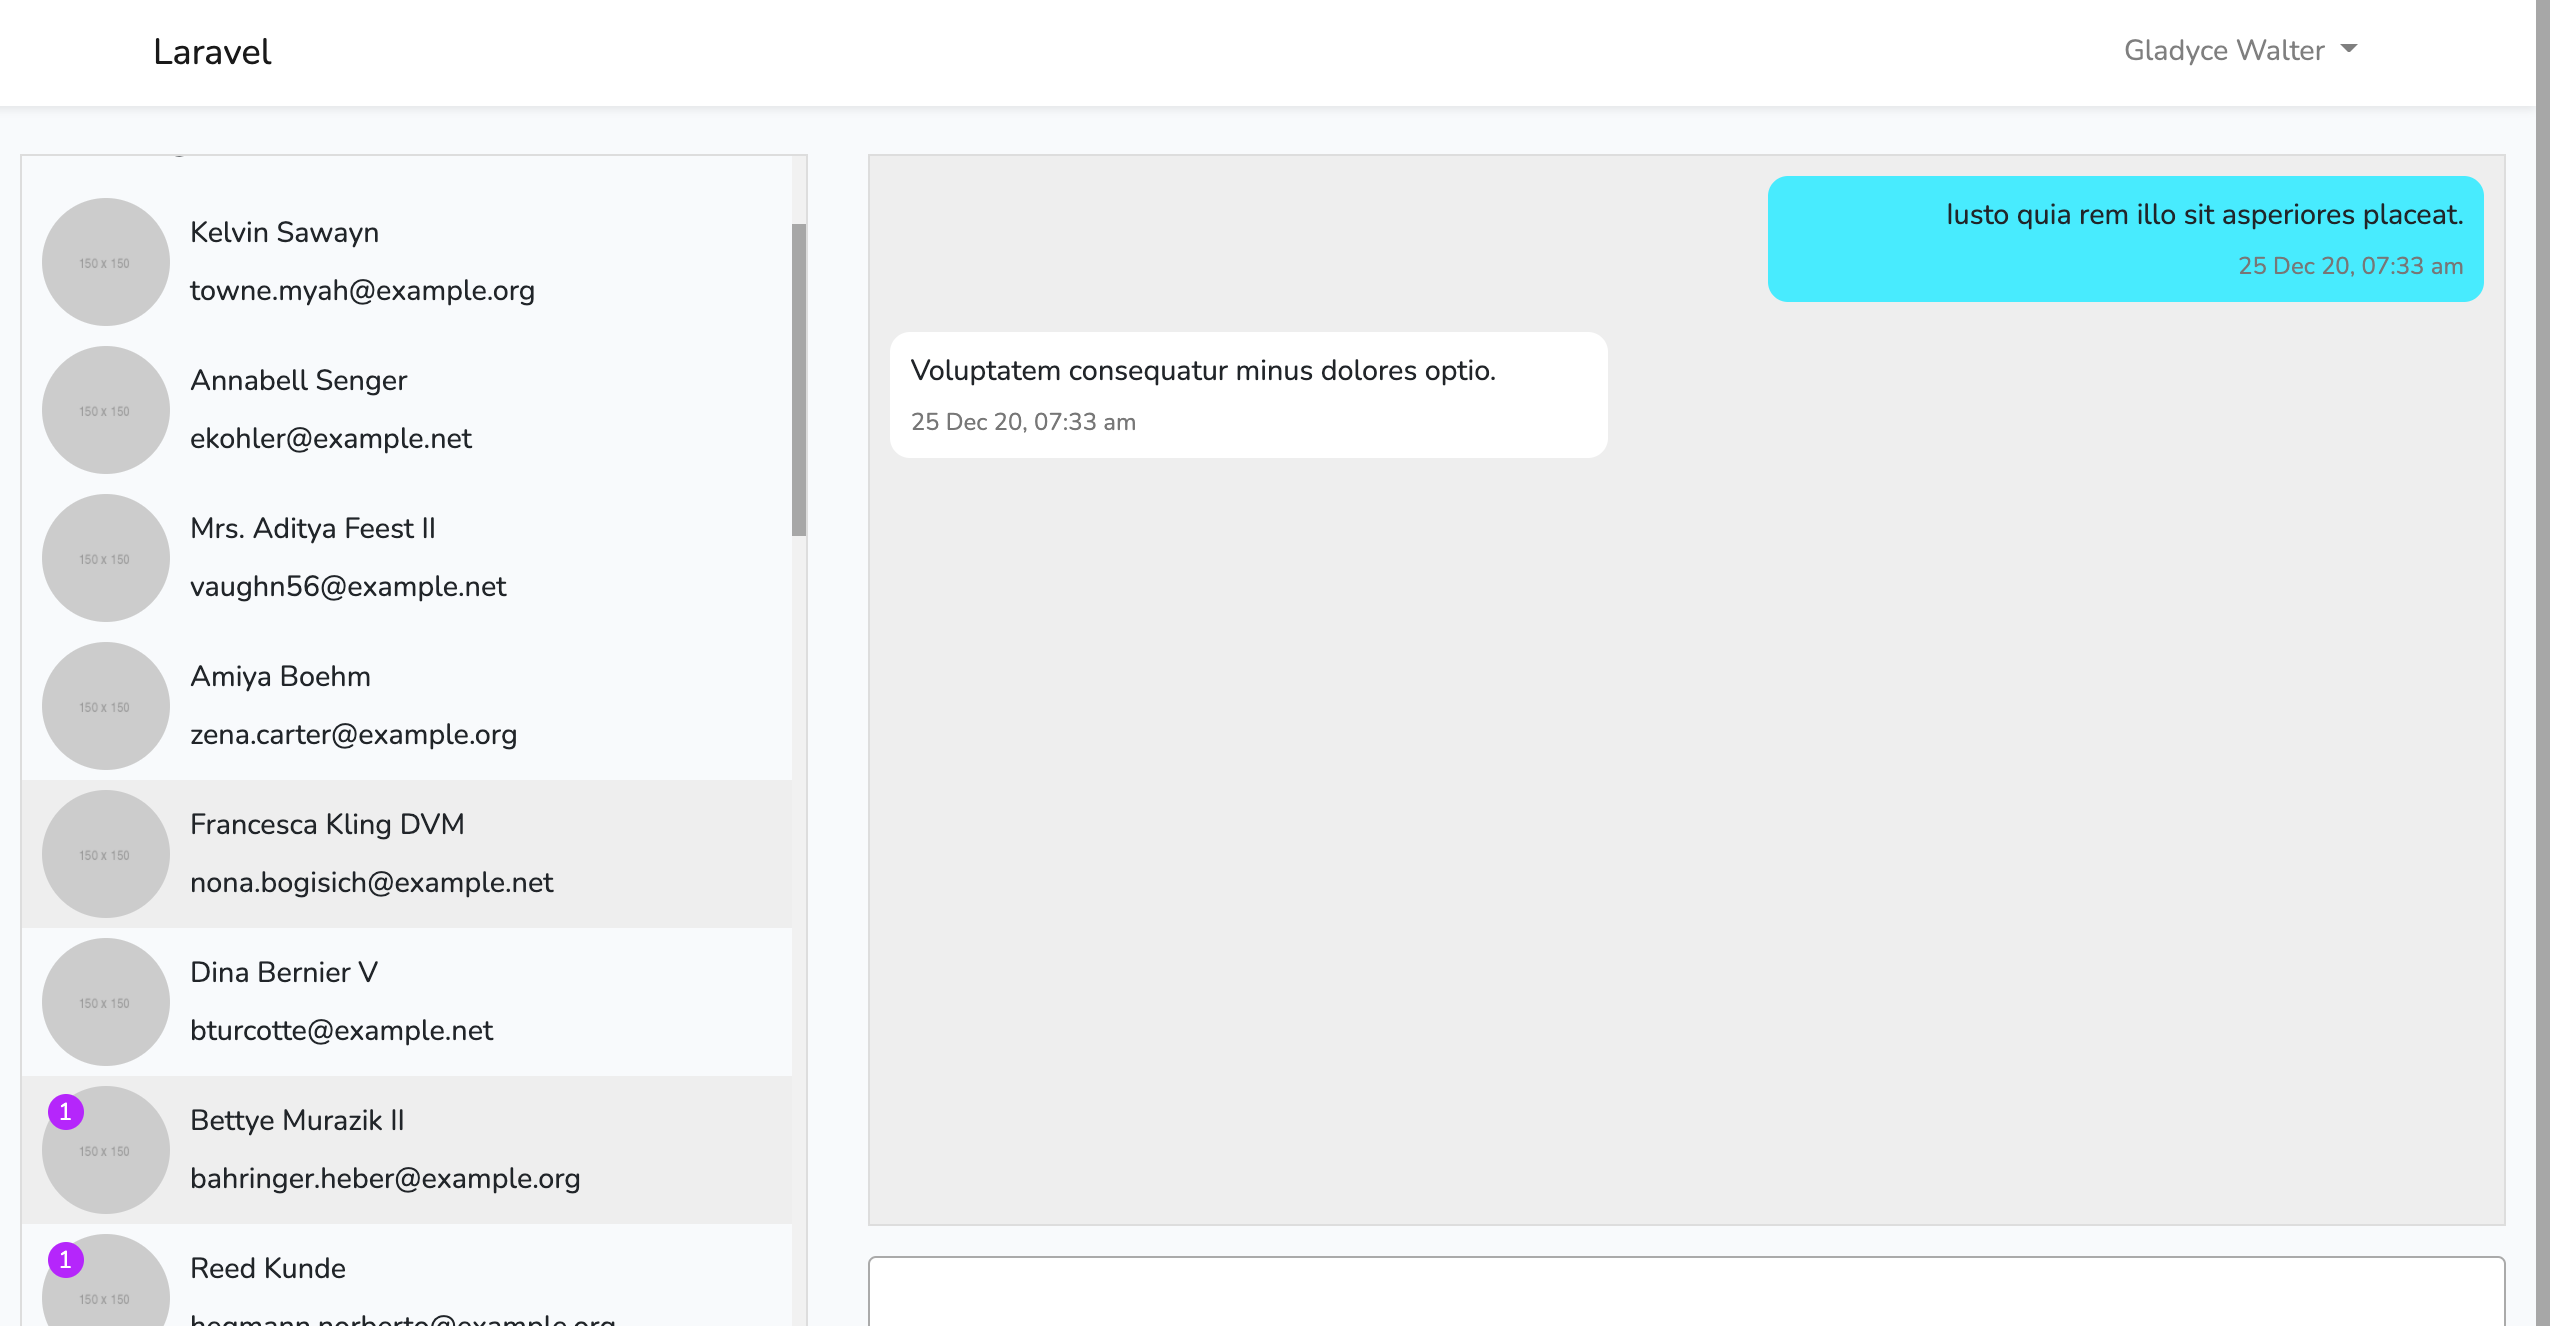 Laravel
Gladyce Walter
150 x 150
Kelvin Sawayn
towne.myah@example.org
150 x 150
Annabell Senger
ekohler@example.net
150 x 150
Mrs. Aditya Feest II
vaughn56@example.net
150 x 150
Amiya Boehm
zena.carter@example.org
150 x 150
Francesca Kling DVM
nona.bogisich@example.net
150 x 150
Dina Bernier V
bturcotte@example.net
1
150 x 150
Bettye Murazik II
bahringer.heber@example.org
1
150 x 150
Reed Kunde
hegmann.norberto@example.org
Iusto quia rem illo sit asperiores placeat.
25 Dec 20, 07:33 am
Voluptatem consequatur minus dolores optio.
25 Dec 20, 07:33 am